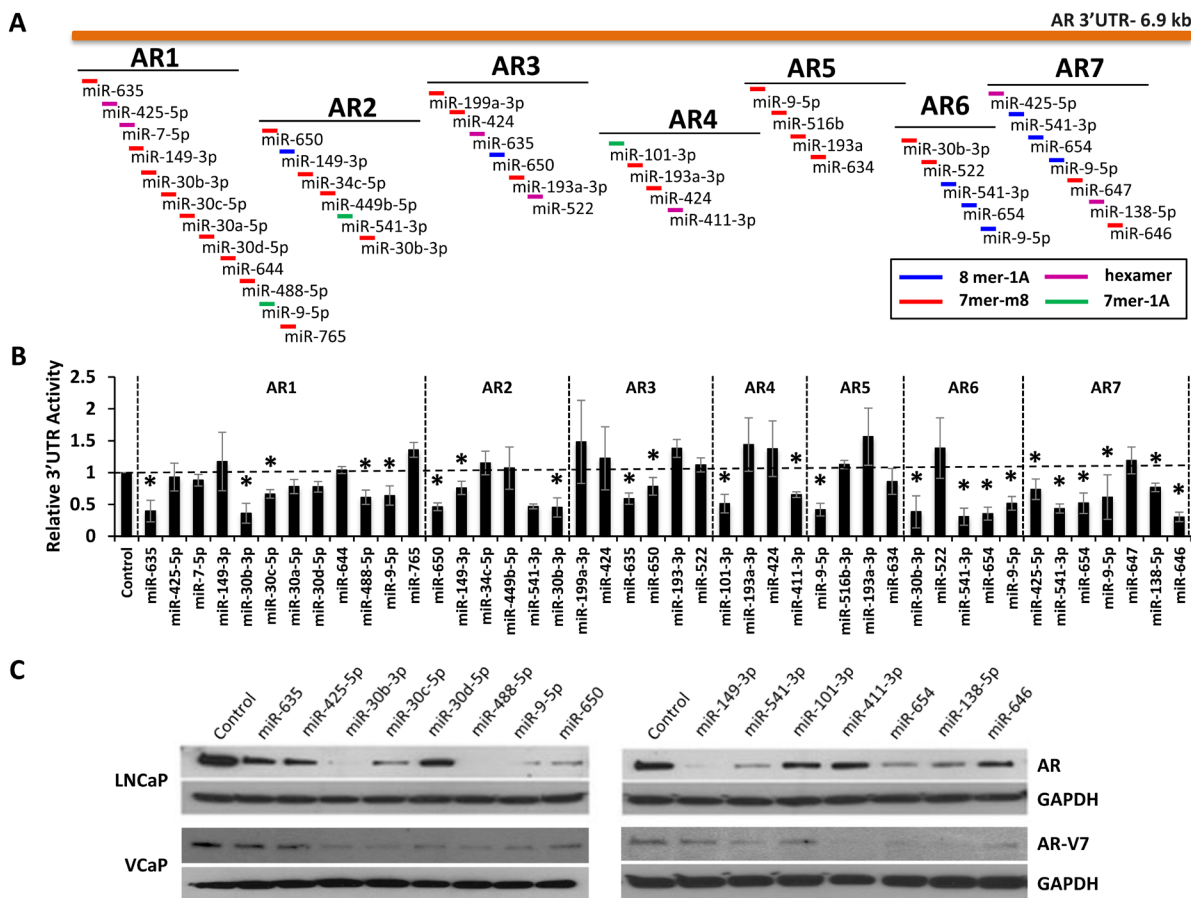 A
AR 3'UTR- 6.9 kb
AR1
miR-635
miR-425-5p
miR-7-5p
miR-149-3p
miR-30b-3p
miR-30c-5p
miR-30a-5p
miR-30d-5p
miR-644
miR-488-5p
miR-9-5p
miR-765
AR2
miR-650
miR-149-3p
miR-34c-5p
miR-449b-5p
miR-541-3p
miR-30b-3p
AR3
miR-199a-3p
miR-424
miR-635
miR-650
miR-193a-3p
miR-522
AR4
miR-101-3p
miR-193a-3p
miR-424
miR-411-3p
AR5
miR-9-5p
miR-516b
miR-193a
miR-634
AR6
miR-30b-3p
miR-522
miR-541-3p
miR-654
miR-9-5p
AR7
miR-425-5p
miR-541-3p
miR-654
miR-9-5p
miR-647
miR-138-5p
miR-646
8 mer-1A
hexamer
7mer-m8
7mer-1A
B
Relative 3'UTR Activity
2.5
2
1.5
1
0.5
0
AR1
AR2
AR3
AR4
AR5
AR6
AR7
* * * * * * * * * * * * * * * * * * * * * *
Control
miR-635
miR-425-5p
miR-7-5p
miR-149-3p
miR-30b-3p
miR-30c-5p
miR-30a-5p
miR-30d-5p
miR-644
miR-488-5p
miR-9-5p
miR-765
miR-650
miR-149-3p
miR-34c-5p
miR-449b-5p
miR-541-3p
miR-30b-3p
miR-199a-3p
miR-424
miR-635
miR-650
miR-193-3p
miR-522
miR-101-3p
miR-193a-3p
miR-424
miR-411-3p
miR-9-5p
miR-516b-3p
miR-193a-3p
miR-634
miR-30b-3p
miR-522
miR-541-3p
miR-654
miR-9-5p
miR-425-5p
miR-541-3p
miR-654
miR-9-5p
miR-647
miR-138-5p
miR-646
C
Control
miR-635
miR-425-5p
miR-30b-3p
miR-30c-5p
miR-30d-5p
miR-488-5p
miR-9-5p
miR-650
Control
miR-149-3p
miR-541-3p
miR-101-3p
miR-411-3p
miR-654
miR-138-5p
miR-646
LNCaP
AR
GAPDH
VCaP
AR-V7
GAPDH